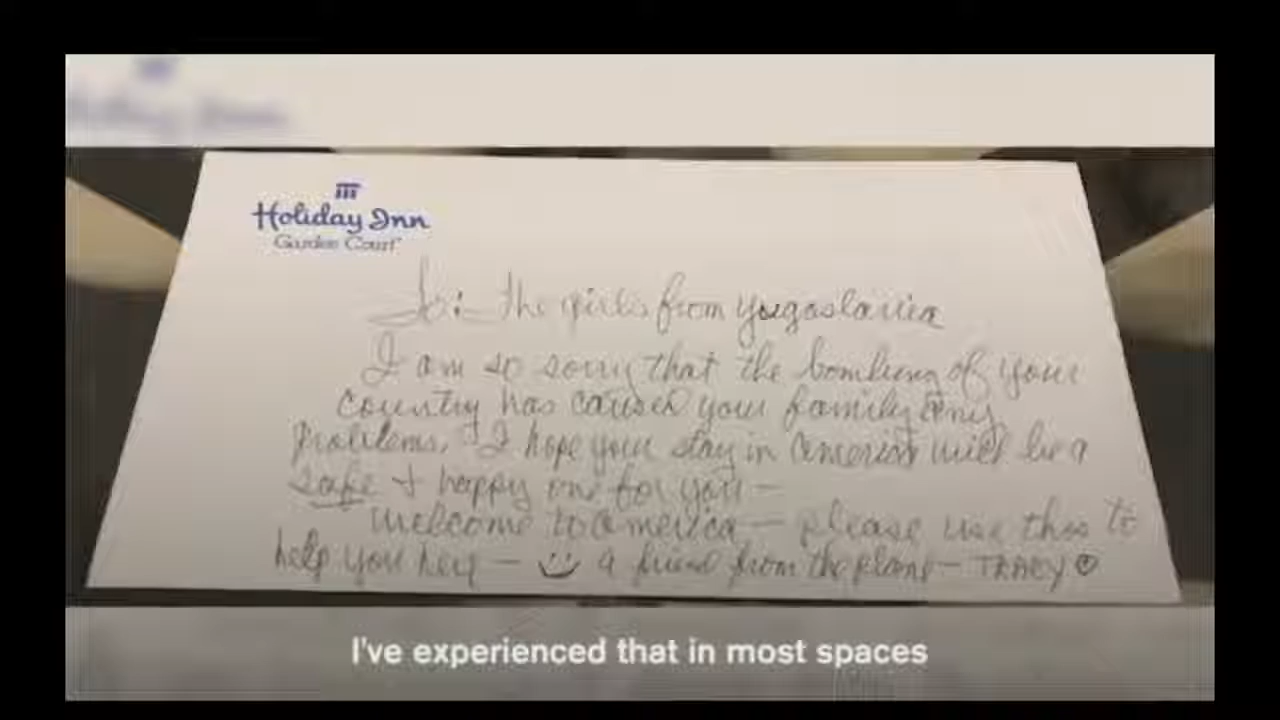 Holiday Inn
Garden Court
To: the girls from Yugoslavia
I am so sorry that the bombing of your
country has caused your family any
problems. I hope your stay in America will be a
safe + happy one for you —
welcome to America — please use this to
help you here — a friend from the plane — TRACY
I've experienced that in most spaces